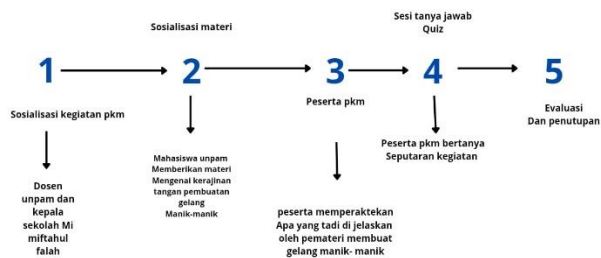 1
Sosialisasi kegiatan pkm
Dosen
unpam dan
kepala
sekolah Mi
miftahul
falah
Sosialisasi materi
2
Mahasiswa unpam
Memberikan materi
Mengenai kerajinan
tangan pembuatan
gelang
Manik-manik
3
Peserta pkm
peserta memperaktekan
Apa yang tadi di jelaskan
oleh pemateri membuat
gelang manik- manik
Sesi tanya jawab
Quiz
4
Peserta pkm bertanya
Seputaran kegiatan
5
Evaluasi
Dan penutupan